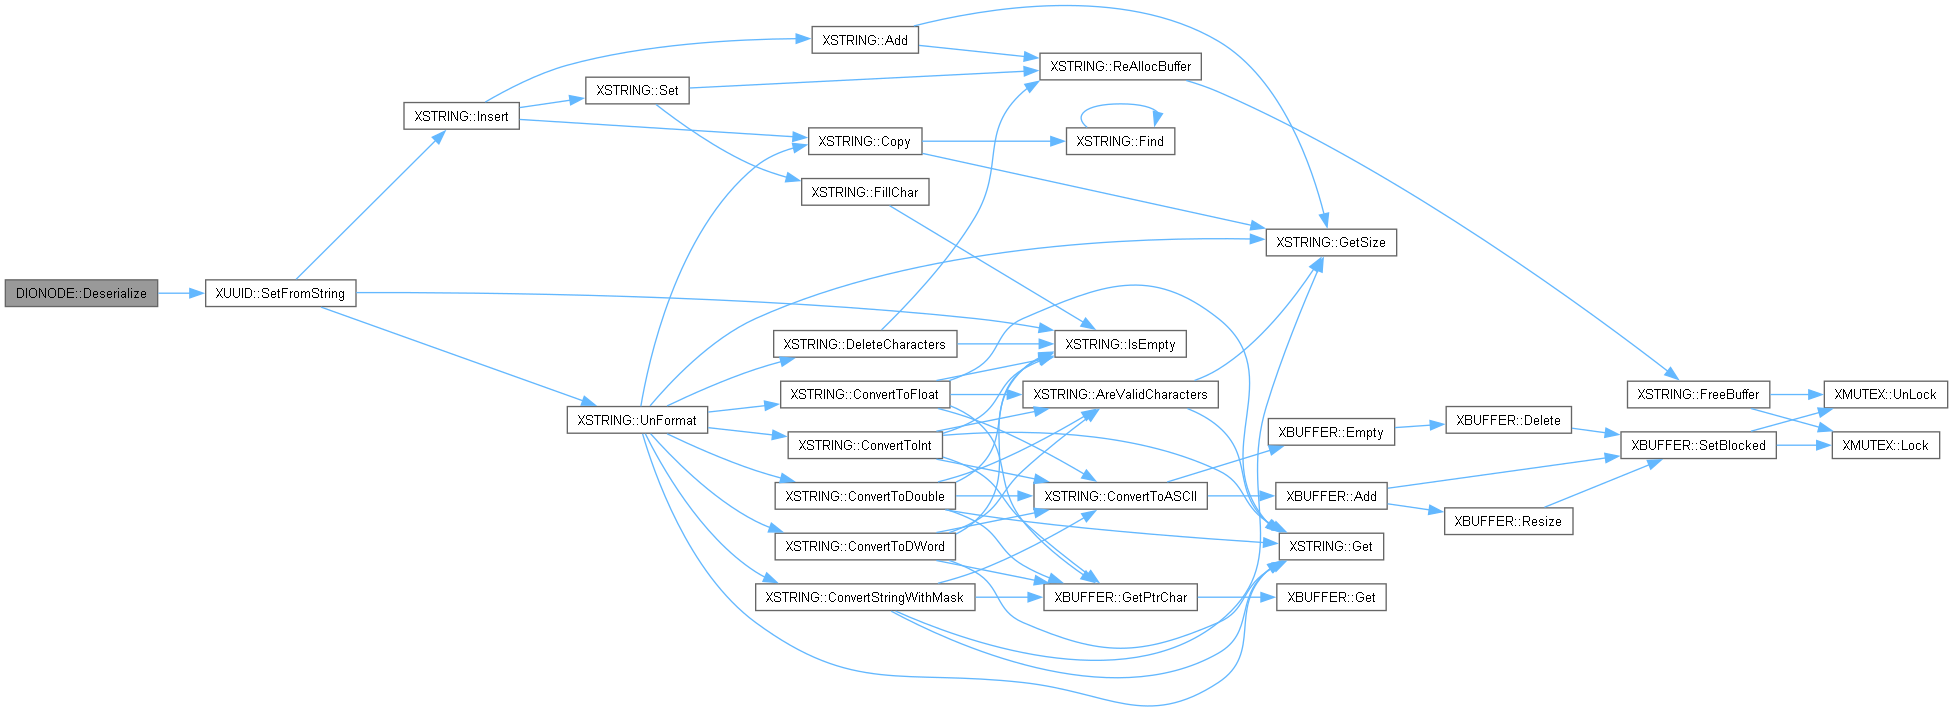 DIONODE::Deserialize
XUUID::SetFromString
XSTRING::Insert
XSTRING::UnFormat
XSTRING::Set
XSTRING::Add
XSTRING::Copy
XSTRING::FillChar
XSTRING::DeleteCharacters
XSTRING::ConvertToFloat
XSTRING::ConvertToInt
XSTRING::ConvertToDouble
XSTRING::ConvertToDWord
XSTRING::ConvertStringWithMask
XSTRING::ReAllocBuffer
XSTRING::Find
XSTRING::IsEmpty
XSTRING::AreValidCharacters
XSTRING::ConvertToASCII
XBUFFER::GetPtrChar
XSTRING::GetSize
XBUFFER::Empty
XBUFFER::Add
XSTRING::Get
XBUFFER::Get
XBUFFER::Delete
XBUFFER::Resize
XSTRING::FreeBuffer
XBUFFER::SetBlocked
XMUTEX::UnLock
XMUTEX::Lock